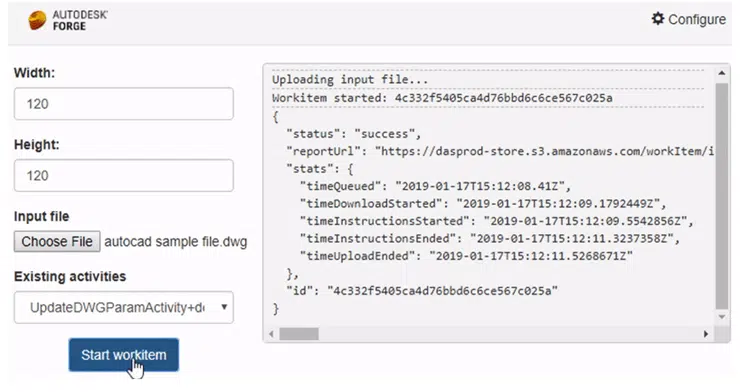 AUTODESK®
FORGE
Configure
Width:
120
Height:
120
Input file
Choose File autocad sample file.dwg
Existing activities
UpdateDWGParamActivity+de
Start workitem
Uploading input file...
Workitem started: 4c332f5405ca4d76bbd6c6ce567c025a
{
"status": "success",
"reportUrl": "https://dasprod-store.s3.amazonaws.com/workItem/i
"stats": {
"timeQueued": "2019-01-17T15:12:08.41Z",
"timeDownloadStarted": "2019-01-17T15:12:09.1792449Z",
"timeInstructionsStarted": "2019-01-17T15:12:09.5542856Z",
"timeInstructionsEnded": "2019-01-17T15:12:11.3237358Z",
"timeUploadEnded": "2019-01-17T15:12:11.5268671Z"
},
"id": "4c332f5405ca4d76bbd6c6ce567c025a"
}